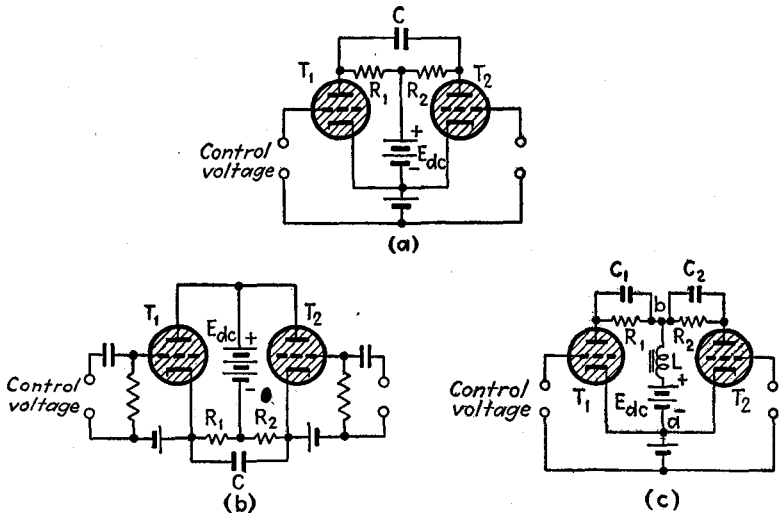 C
T1
T2
R1
R2
+
Edc
-
Control
voltage
(a)
T1
T2
Edc
+
-
Control
voltage
R1
R2
C
(b)
C1
C2
b
R1
R2
L
T1
T2
+
Edc
-
a
Control
voltage
(c)